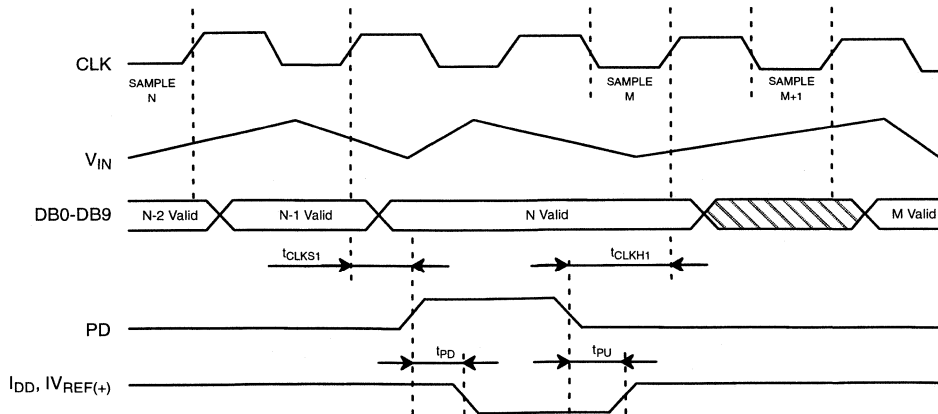 CLK
SAMPLE
N
SAMPLE
M
SAMPLE
M+1
VIN
DB0-DB9
N-2 Valid
N-1 Valid
N Valid
M Valid
tCLKS1
tCLKH1
PD
tPD
tPU
IDD, IVREF(+)